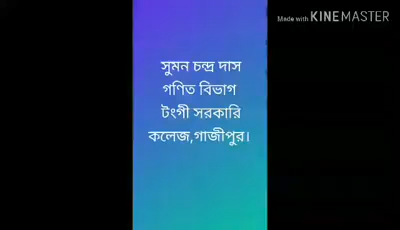 Made with KINEMASTER
সুমন চন্দ্র দাস
গণিত বিভাগ
টংগী সরকারি
কলেজ,গাজীপুর।